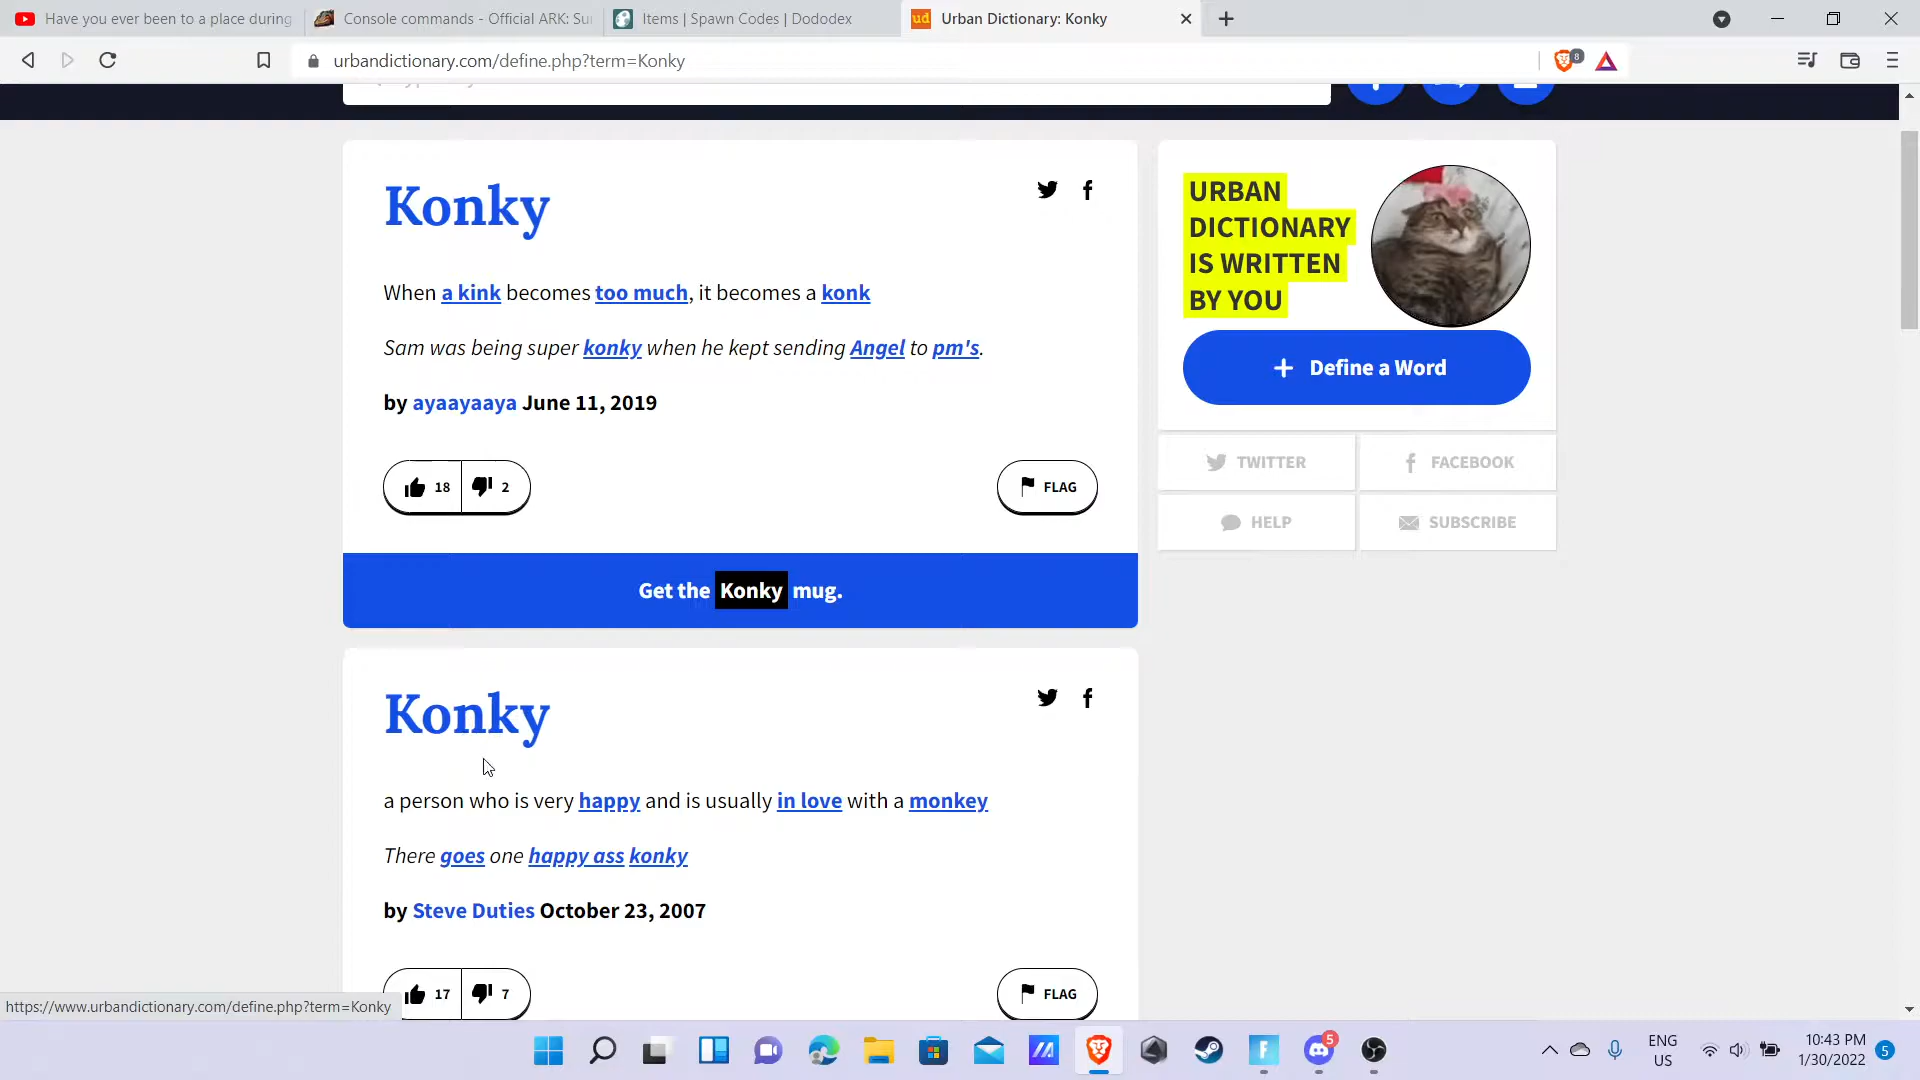 Have you ever been to a place during
Console commands - Official ARK: Su
Items | Spawn Codes | Dododex
ud
Urban Dictionary: Konky
urbandictionary.com/define.php?term=Konky
8
Konky
When a kink becomes too much, it becomes a konk
Sam was being super konky when he kept sending Angel to pm's.
by ayaayaaya June 11, 2019
18
2
FLAG
Get the Konky mug.
URBAN
DICTIONARY
IS WRITTEN
BY YOU
Define a Word
TWITTER
FACEBOOK
HELP
SUBSCRIBE
Konky
a person who is very happy and is usually in love with a monkey
There goes one happy ass konky
by Steve Duties October 23, 2007
17
7
FLAG
https://www.urbandictionary.com/define.php?term=Konky
5
ENG
US
10:43 PM
1/30/2022
5